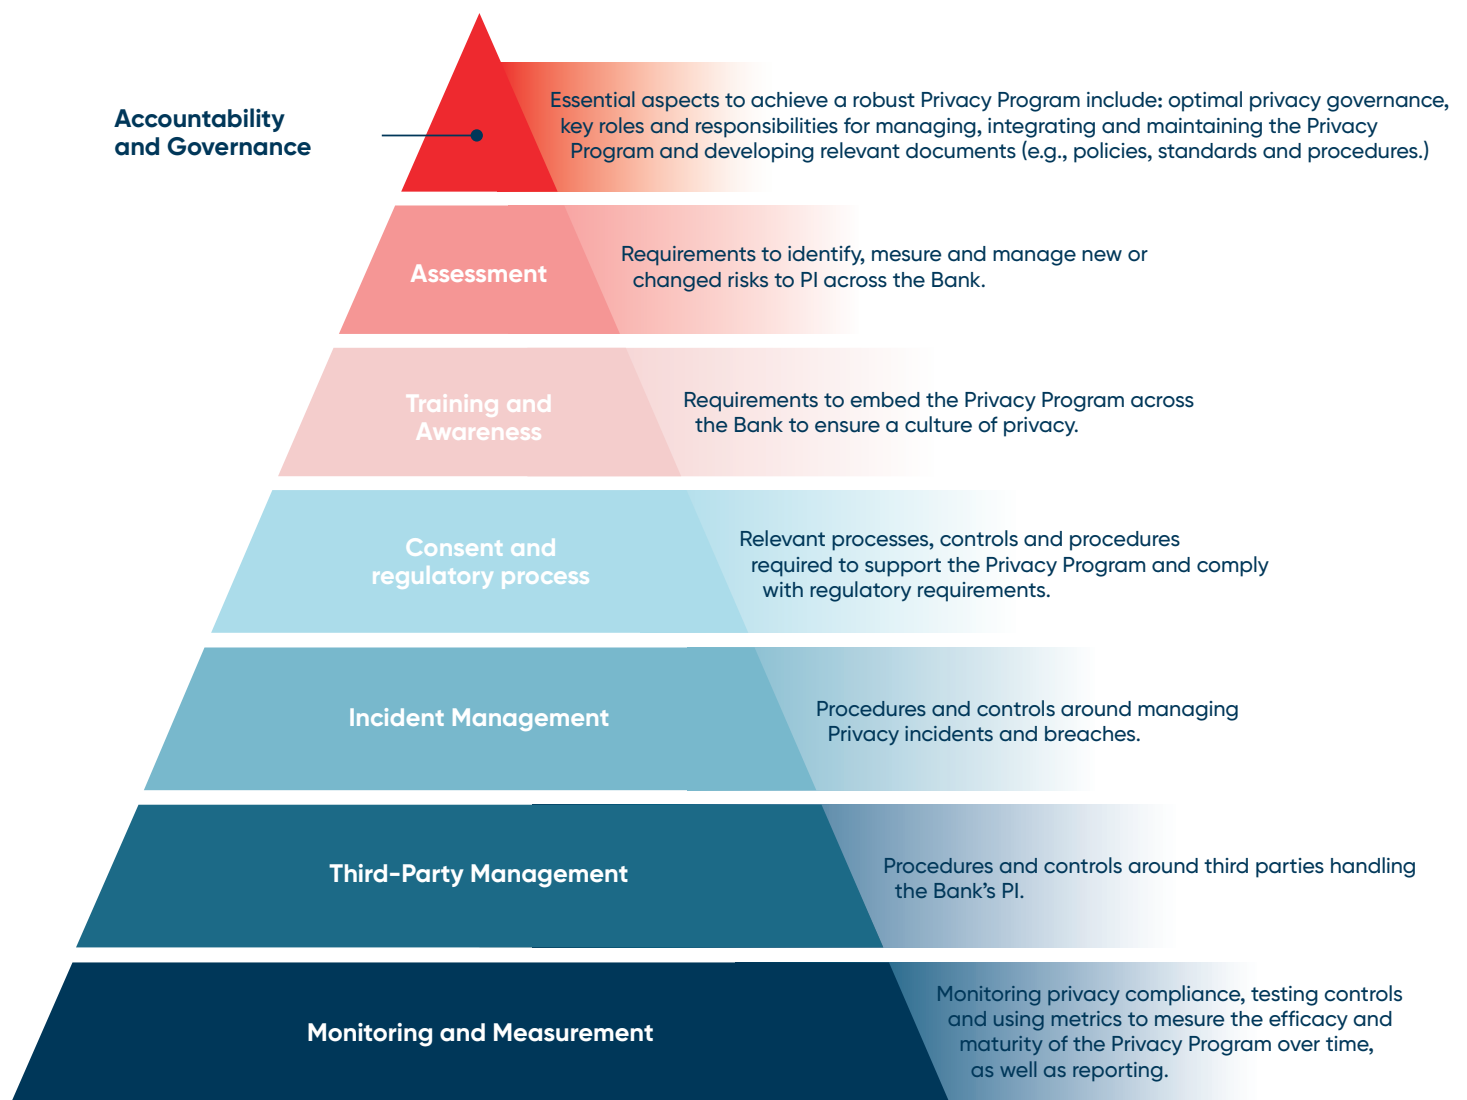 Accountability
and Governance
Essential aspects to achieve a robust Privacy Program include: optimal privacy governance,
key roles and responsibilities for managing, integrating and maintaining the Privacy
Program and developing relevant documents (e.g., policies, standards and procedures.)
Assessment
Requirements to identify, mesure and manage new or
changed risks to PI across the Bank.
Training and
Awareness
Requirements to embed the Privacy Program across
the Bank to ensure a culture of privacy.
Consent and
regulatory process
Relevant processes, controls and procedures
required to support the Privacy Program and comply
with regulatory requirements.
Incident Management
Procedures and controls around managing
Privacy incidents and breaches.
Third-Party Management
Procedures and controls around third parties handling
the Bank’s PI.
Monitoring and Measurement
Monitoring privacy compliance, testing controls
and using metrics to mesure the efficacy and
maturity of the Privacy Program over time,
as well as reporting.